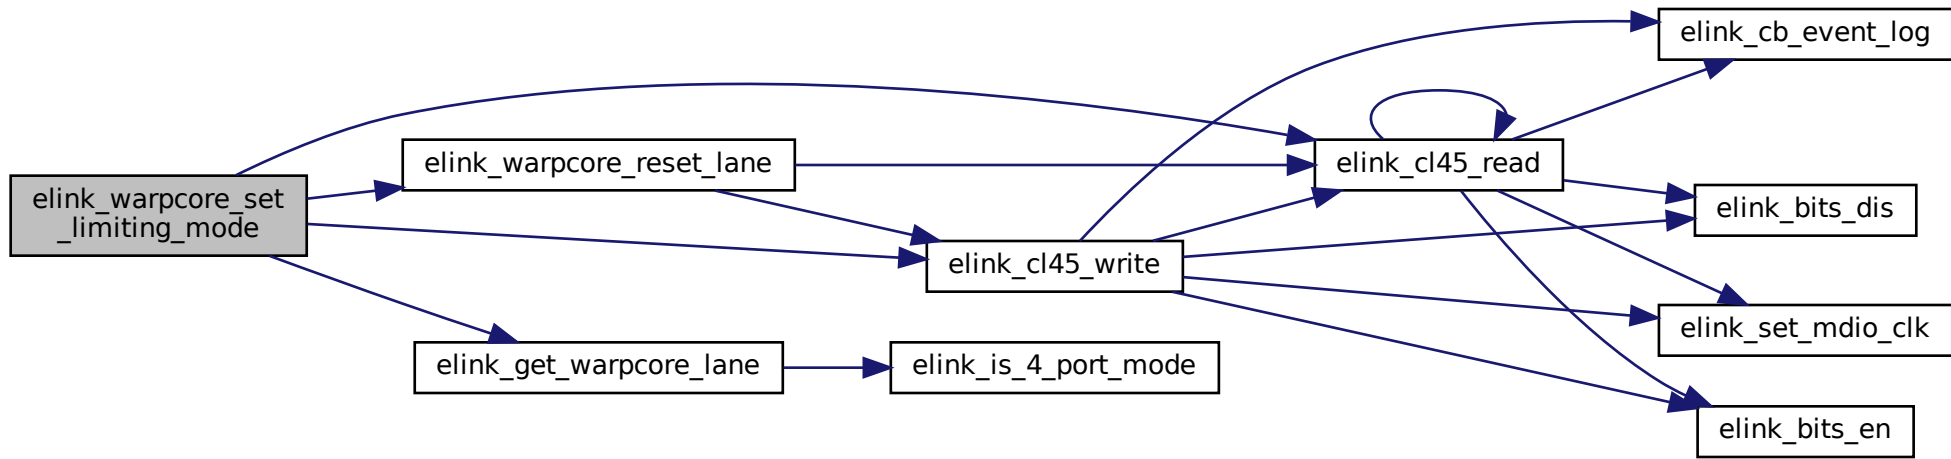 elink_warpcore_set
_limiting_mode
elink_warpcore_reset_lane
elink_get_warpcore_lane
elink_cl45_write
elink_is_4_port_mode
elink_cl45_read
elink_cb_event_log
elink_bits_dis
elink_set_mdio_clk
elink_bits_en